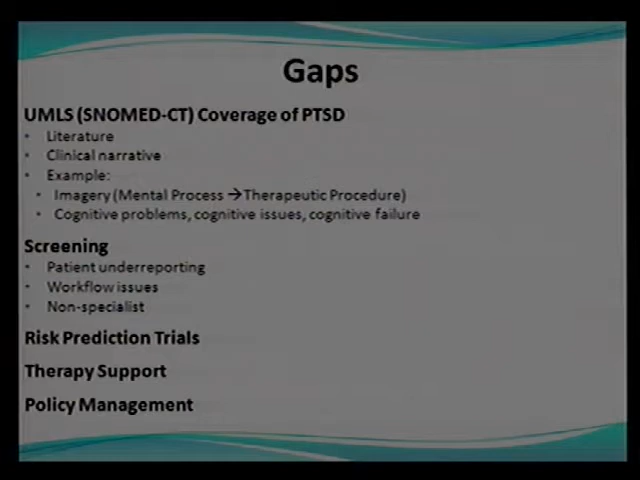 Gaps
UMLS (SNOMED-CT) Coverage of PTSD
• Literature
• Clinical narrative
• Example:
• Imagery (Mental Process →Therapeutic Procedure)
• Cognitive problems, cognitive issues, cognitive failure
Screening
• Patient underreporting
• Workflow issues
• Non-specialist
Risk Prediction Trials
Therapy Support
Policy Management